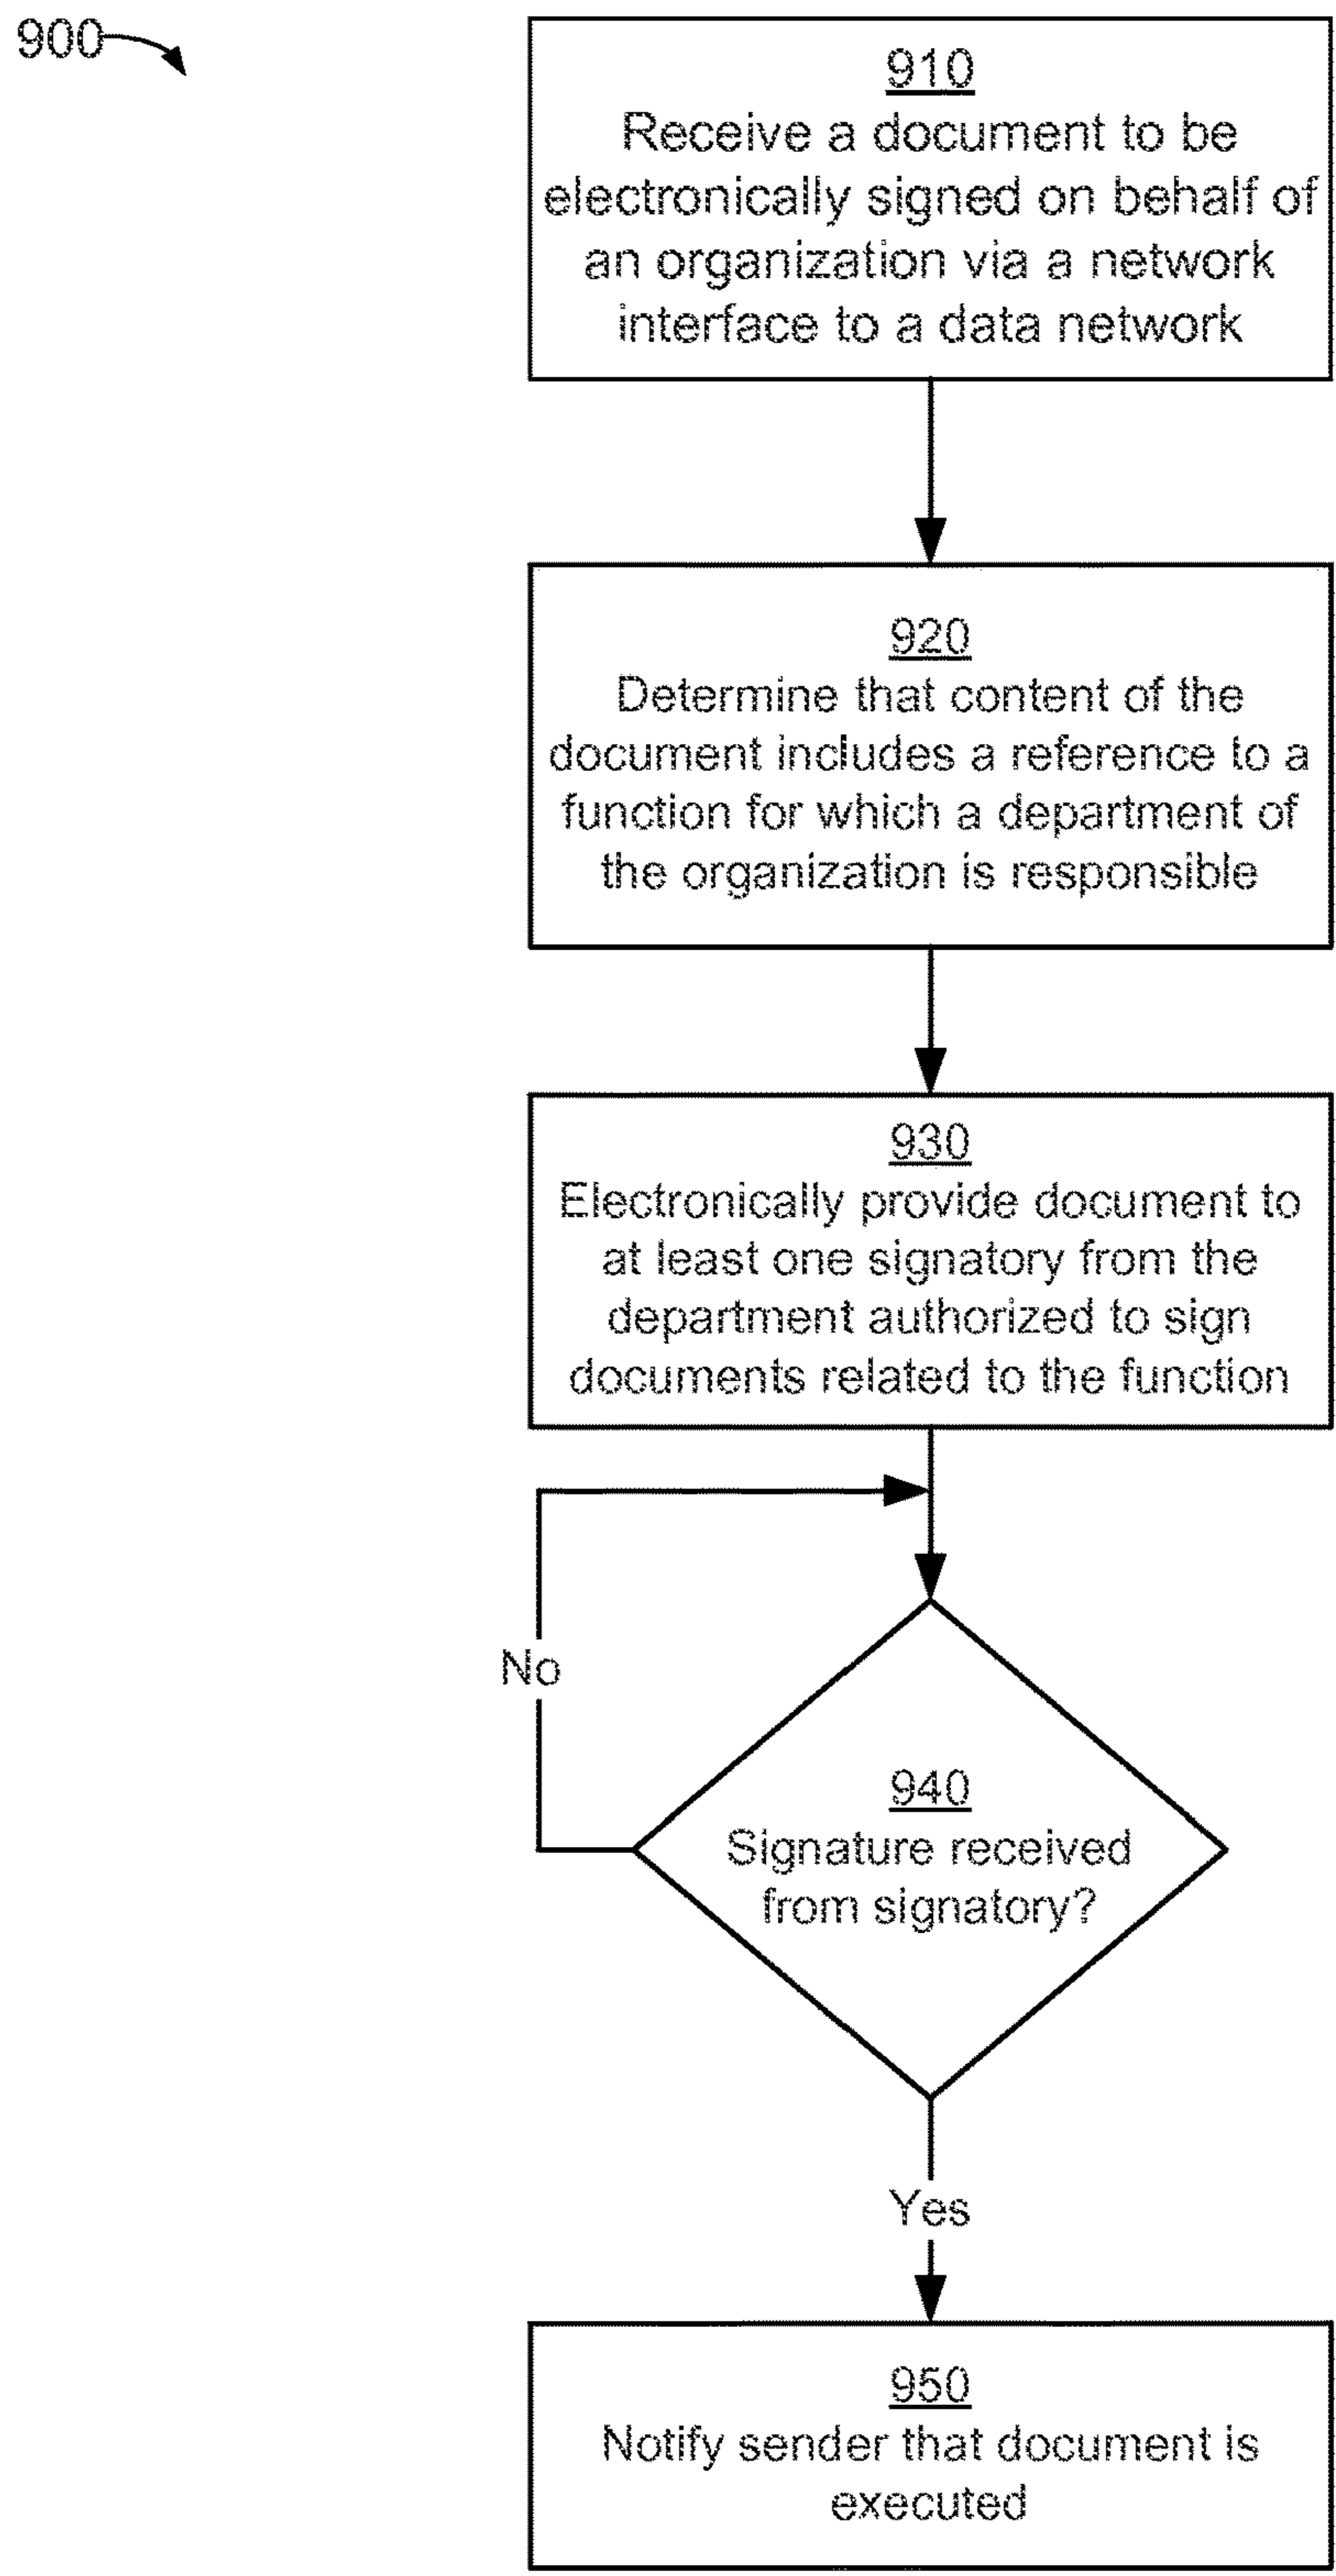 900
910
Receive a document to be
electronically signed on behalf of
an organization via a network
interface to a data network
920
Determine that content of the
document includes a reference to a
function for which a department of
the organization is responsible
930
Electronically provide document to
at least one signatory from the
department authorized to sign
documents related to the function
No
940
Signature received
from signatory?
Yes
950
Notify sender that document is
executed